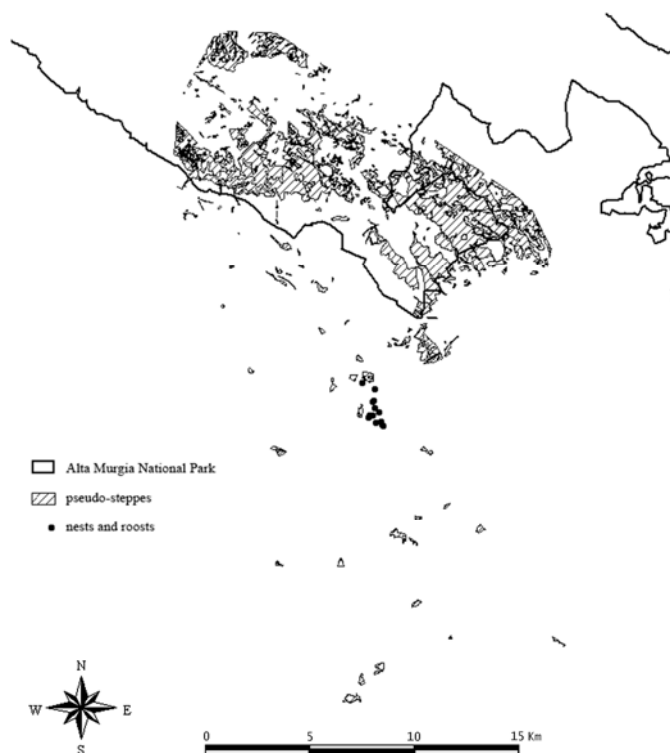 Alta Murgia National Park
pseudo-steppes
nests and roosts
N
W E
S
0 5 10 15 Km